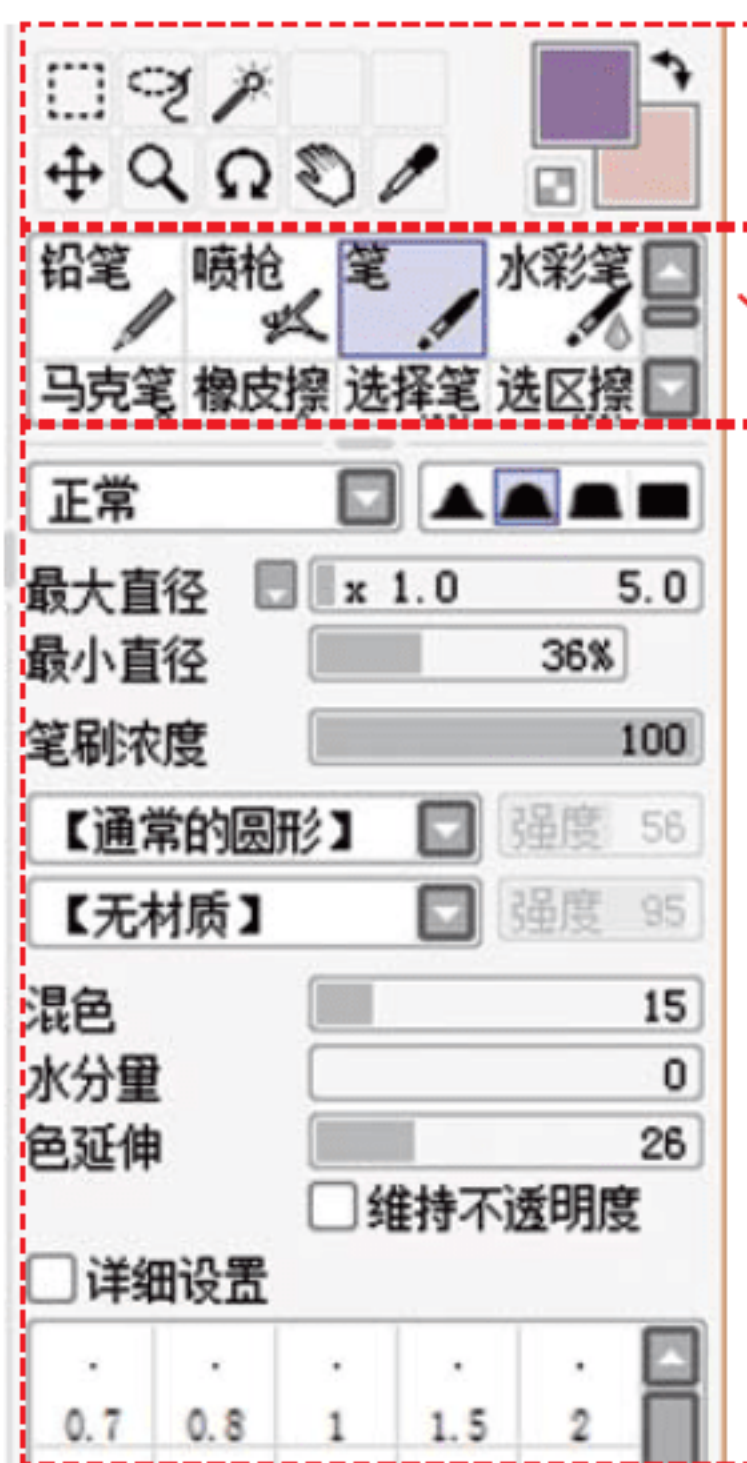 铅笔 喷枪 笔 水彩笔
马克笔 橡皮擦 选择笔 选区擦
正常
最大直径 x 1.0 5.0
最小直径 36%
笔刷浓度 100
【通常的圆形】 强度 56
【无材质】 强度 95
混色 15
水分量 0
色延伸 26
维持不透明度
详细设置
0.7 0.8 1 1.5 2